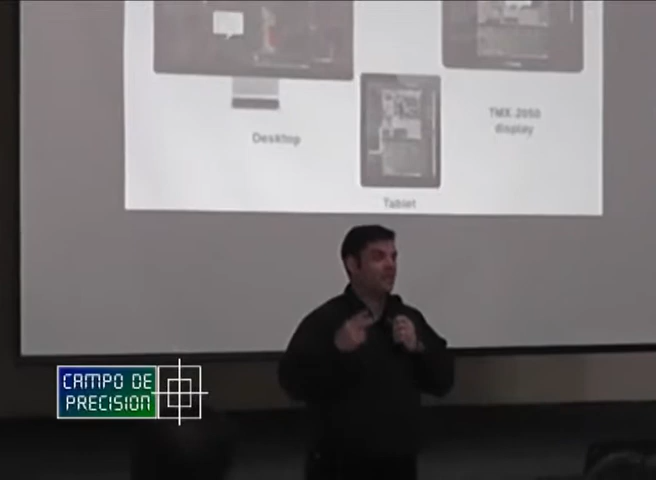 Desktop
TMX-2050
display
Tablet
CAMPO DE
PRECISION